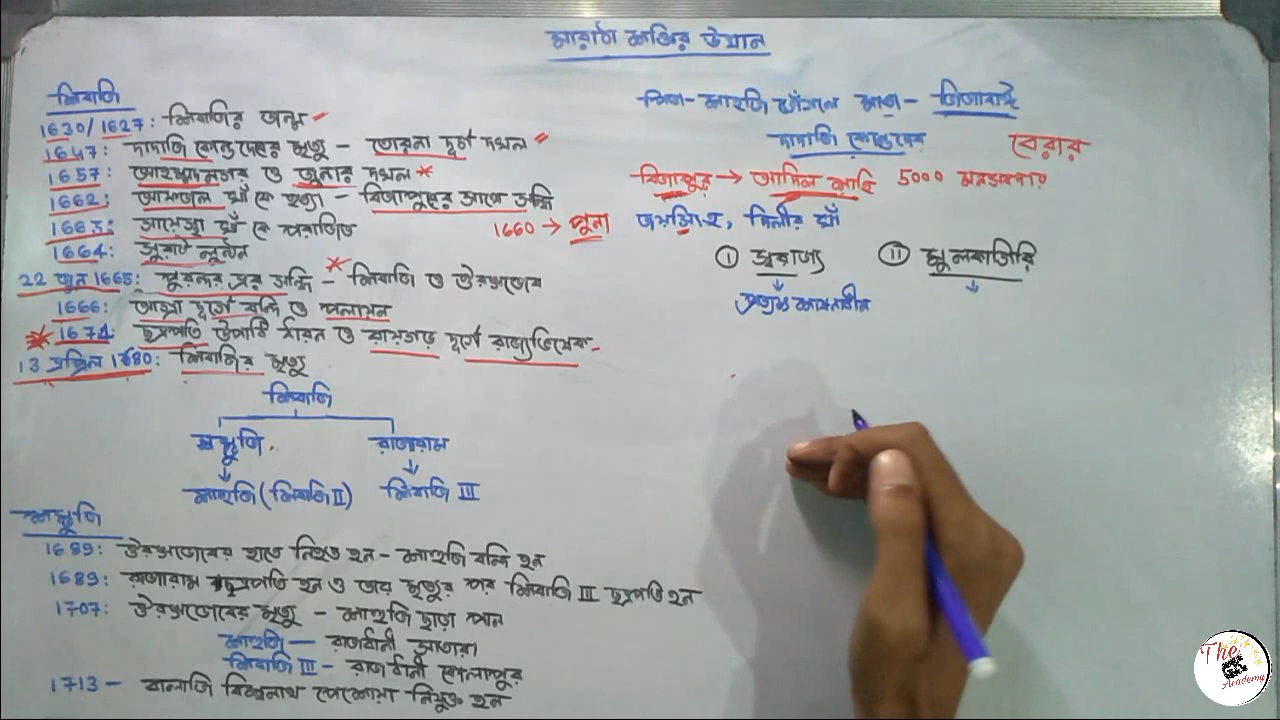 মারাঠা শক্তির উত্থান
শিবাজি
1630/1627: শিবাজির জন্ম
1647: দাদাজি কোন্ডদেবের মৃত্যু - তোরনা দুর্গ দখল
1657: আহম্মদনগর ও জুনার দখল *
1662: আফজল খাঁ কে হত্যা - বিজাপুরের সাথে সন্ধি
1663: সায়েস্তা খাঁ কে পরাজিত
1664: সুরাট লুন্ঠন
22 জুন 1665: পুরন্দর এর সন্ধি - শিবাজি ও ঔরঙ্গজেব
1666: আগ্রা দুর্গে বন্দি ও পলায়ন
* 1674: ছত্রপতি উপাধি ধারন ও রায়গড় দুর্গে রাজ্যাভিষেক
13 এপ্রিল 1680: শিবাজির মৃত্যু
শিবাজি
শম্ভুজি রাজারাম
শাহুজি (শিবাজি II) শিবাজি III
শম্ভুজি
1689: ঔরঙ্গজেবের হাতে নিহত হন - শাহুজি বন্দি হন
1689: রাজারাম ছত্রপতি হন ও তার মৃত্যুর পর শিবাজি III ছত্রপতি হন
1707: ঔরঙ্গজেবের মৃত্যু - শাহুজি ছাড়া পান
শাহুজি — রাজধানী সাতারা
শিবাজি III - রাজধানী কোলাপুর
1713 - বালাজি বিশ্বনাথ পেশোয়া নিযুক্ত হন
পিতা - শাহজি ভোঁসলে মাতা - জিজাবাঈ
দাদাজি কোন্ডদেব বেরার
বিজাপুর → আদিল শাহি 5000 মনসবদার
1660 → পুনা জয়সিংহ, দিলীর খাঁ
① স্বরাজ্য ② মুলকাগিরি
প্রত্যক্ষ শাসনাধীন
The Academy